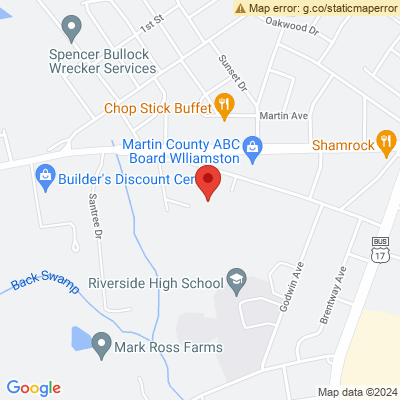 Map error: g.co/staticmaperror
1st St
Oakwood Dr
Spencer Bullock
Wrecker Services
Sunset Dr
Chop Stick Buffet
Martin Ave
Martin County ABC
Board Wlliamston
Shamrock
Builder's Discount Cen
Santree Dr
BUS
17
Back Swamp
Riverside High School
Godwin Ave
Brentway Ave
Mark Ross Farms
Google
Map data ©2024